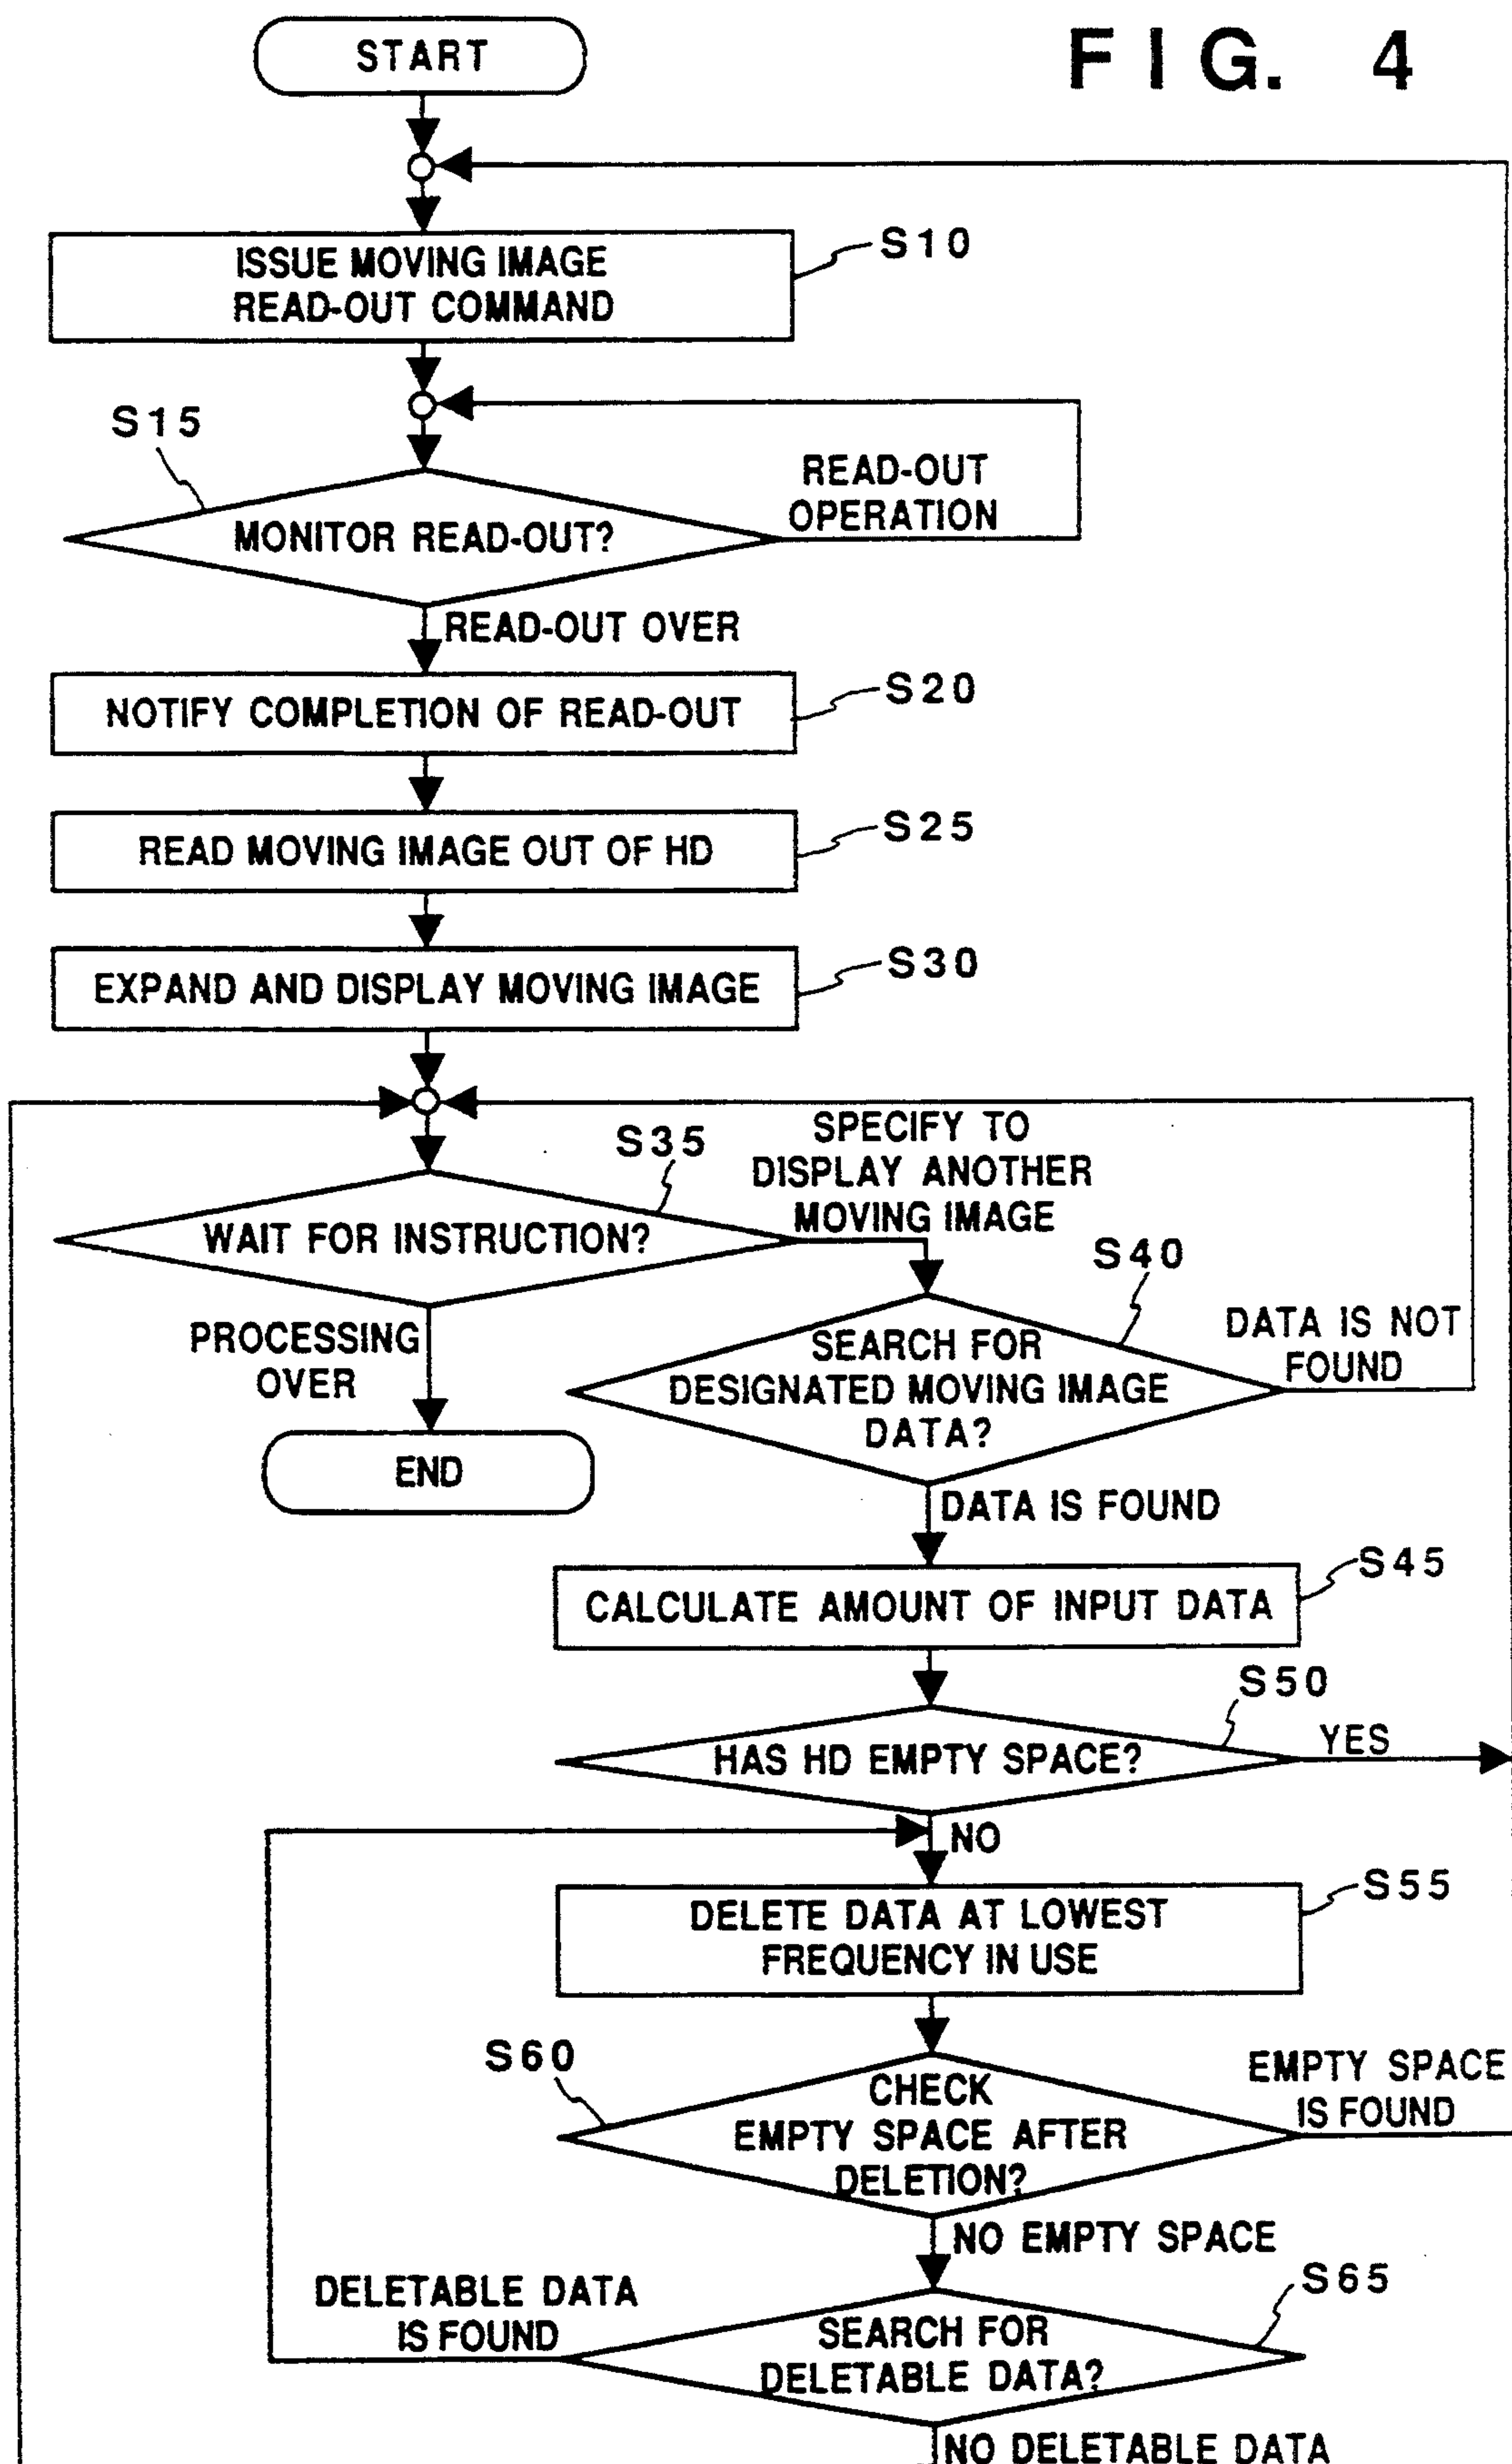 FIG. 4
START
ISSUE MOVING IMAGE
READ-OUT COMMAND
S10
S15
MONITOR READ-OUT?
READ-OUT
OPERATION
READ-OUT OVER
NOTIFY COMPLETION OF READ-OUT
S20
READ MOVING IMAGE OUT OF HD
S25
EXPAND AND DISPLAY MOVING IMAGE
S30
S35
WAIT FOR INSTRUCTION?
SPECIFY TO
DISPLAY ANOTHER
MOVING IMAGE
PROCESSING
OVER
END
S40
SEARCH FOR
DESIGNATED MOVING IMAGE
DATA?
DATA IS NOT
FOUND
DATA IS FOUND
CALCULATE AMOUNT OF INPUT DATA
S45
S50
HAS HD EMPTY SPACE?
YES
NO
DELETE DATA AT LOWEST
FREQUENCY IN USE
S55
S60
CHECK
EMPTY SPACE AFTER
DELETION?
EMPTY SPACE
IS FOUND
NO EMPTY SPACE
S65
SEARCH FOR
DELETABLE DATA?
DELETABLE DATA
IS FOUND
NO DELETABLE DATA